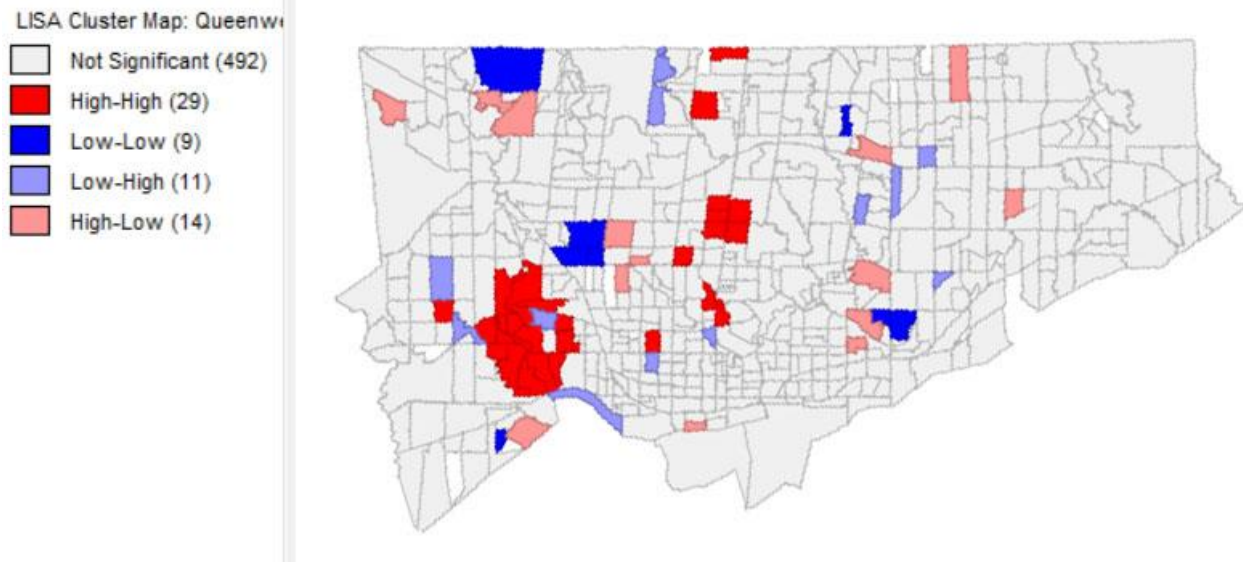 LISA Cluster Map: Queenw
Not Significant (492)
High-High (29)
Low-Low (9)
Low-High (11)
High-Low (14)